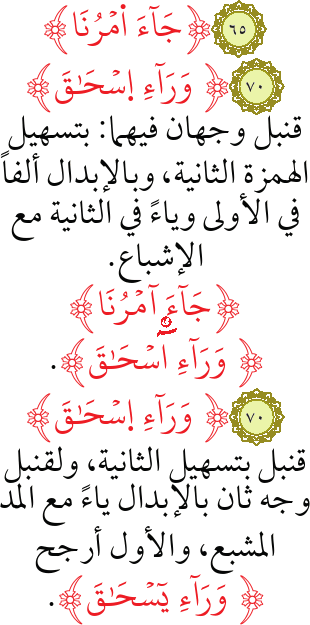 ٦٥ ﴿ جَآءَ اْمْرُنَا ﴾
٧٠ ﴿ وَرَآءِ اِسْحَـٰقَ ﴾
قنبل وجهان فيهما: بتسهيل
الهمزة الثانية، وبالإبدال ألفاً
في الأولى وياءً في الثانية مع
الإشباع.
﴿ جَآءَ آمْرُنَا ﴾
﴿ وَرَآءِ اسْحَـٰقَ ﴾.
٧٠ ﴿ وَرَآءِ اِسْحَـٰقَ ﴾
قنبل بتسهيل الثانية، ولقنبل
وجه ثان بالإبدال ياءً مع المد
المشبع، والأول أرجح
﴿ وَرَآءِ يٓسْحَـٰقَ ﴾.